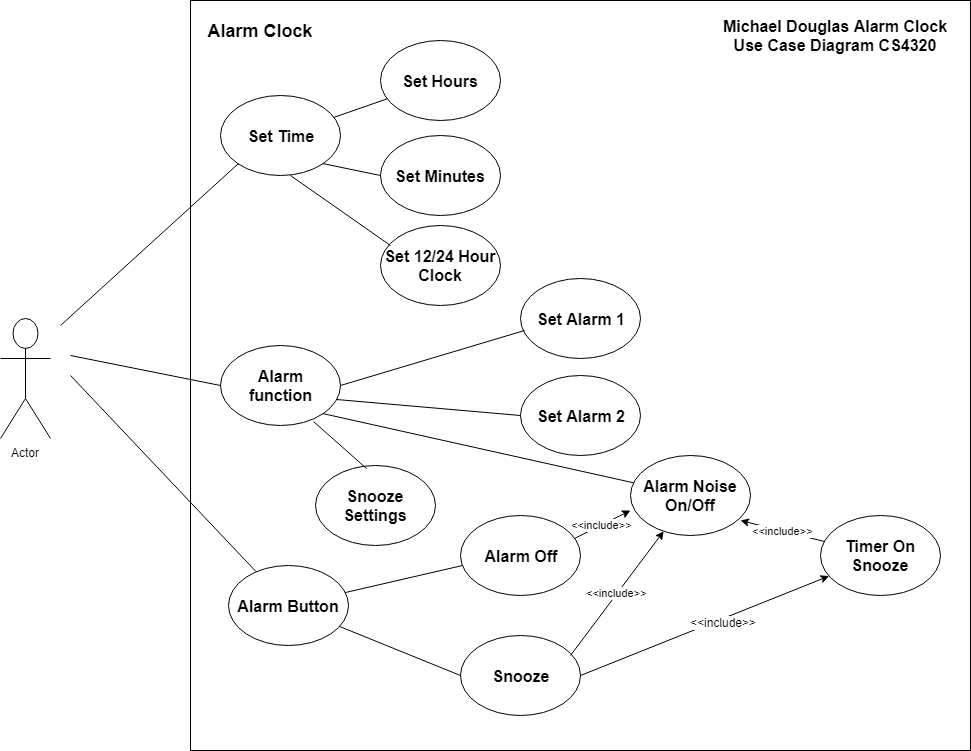 Alarm Clock
Michael Douglas Alarm Clock
Use Case Diagram CS4320
Set Hours
Set Time
Set Minutes
Set 12/24 Hour
Clock
Set Alarm 1
Alarm
function
Set Alarm 2
Actor
Snooze
Settings
Alarm Noise
On/Off
<<include>>
<<include>>
Alarm Off
Timer On
Snooze
Alarm Button
<<include>>
<<include>>
Snooze